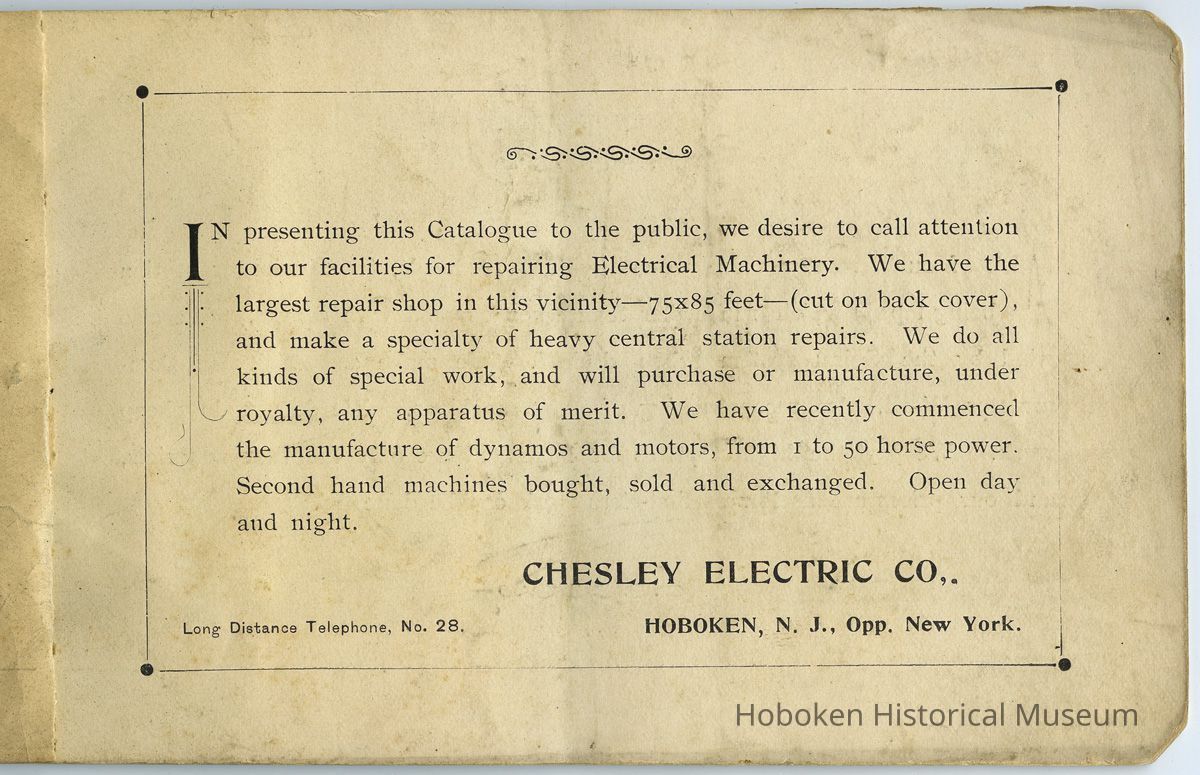 IN presenting this Catalogue to the public, we desire to call attention
to our facilities for repairing Electrical Machinery. We have the
largest repair shop in this vicinity—75x85 feet—(cut on back cover),
and make a specialty of heavy central station repairs. We do all
kinds of special work, and will purchase or manufacture, under
royalty, any apparatus of merit. We have recently commenced
the manufacture of dynamos and motors, from 1 to 50 horse power.
Second hand machines bought, sold and exchanged. Open day
and night.
CHESLEY ELECTRIC CO,.
Long Distance Telephone, No. 28.
HOBOKEN, N. J., Opp. New York.
Hoboken Historical Museum